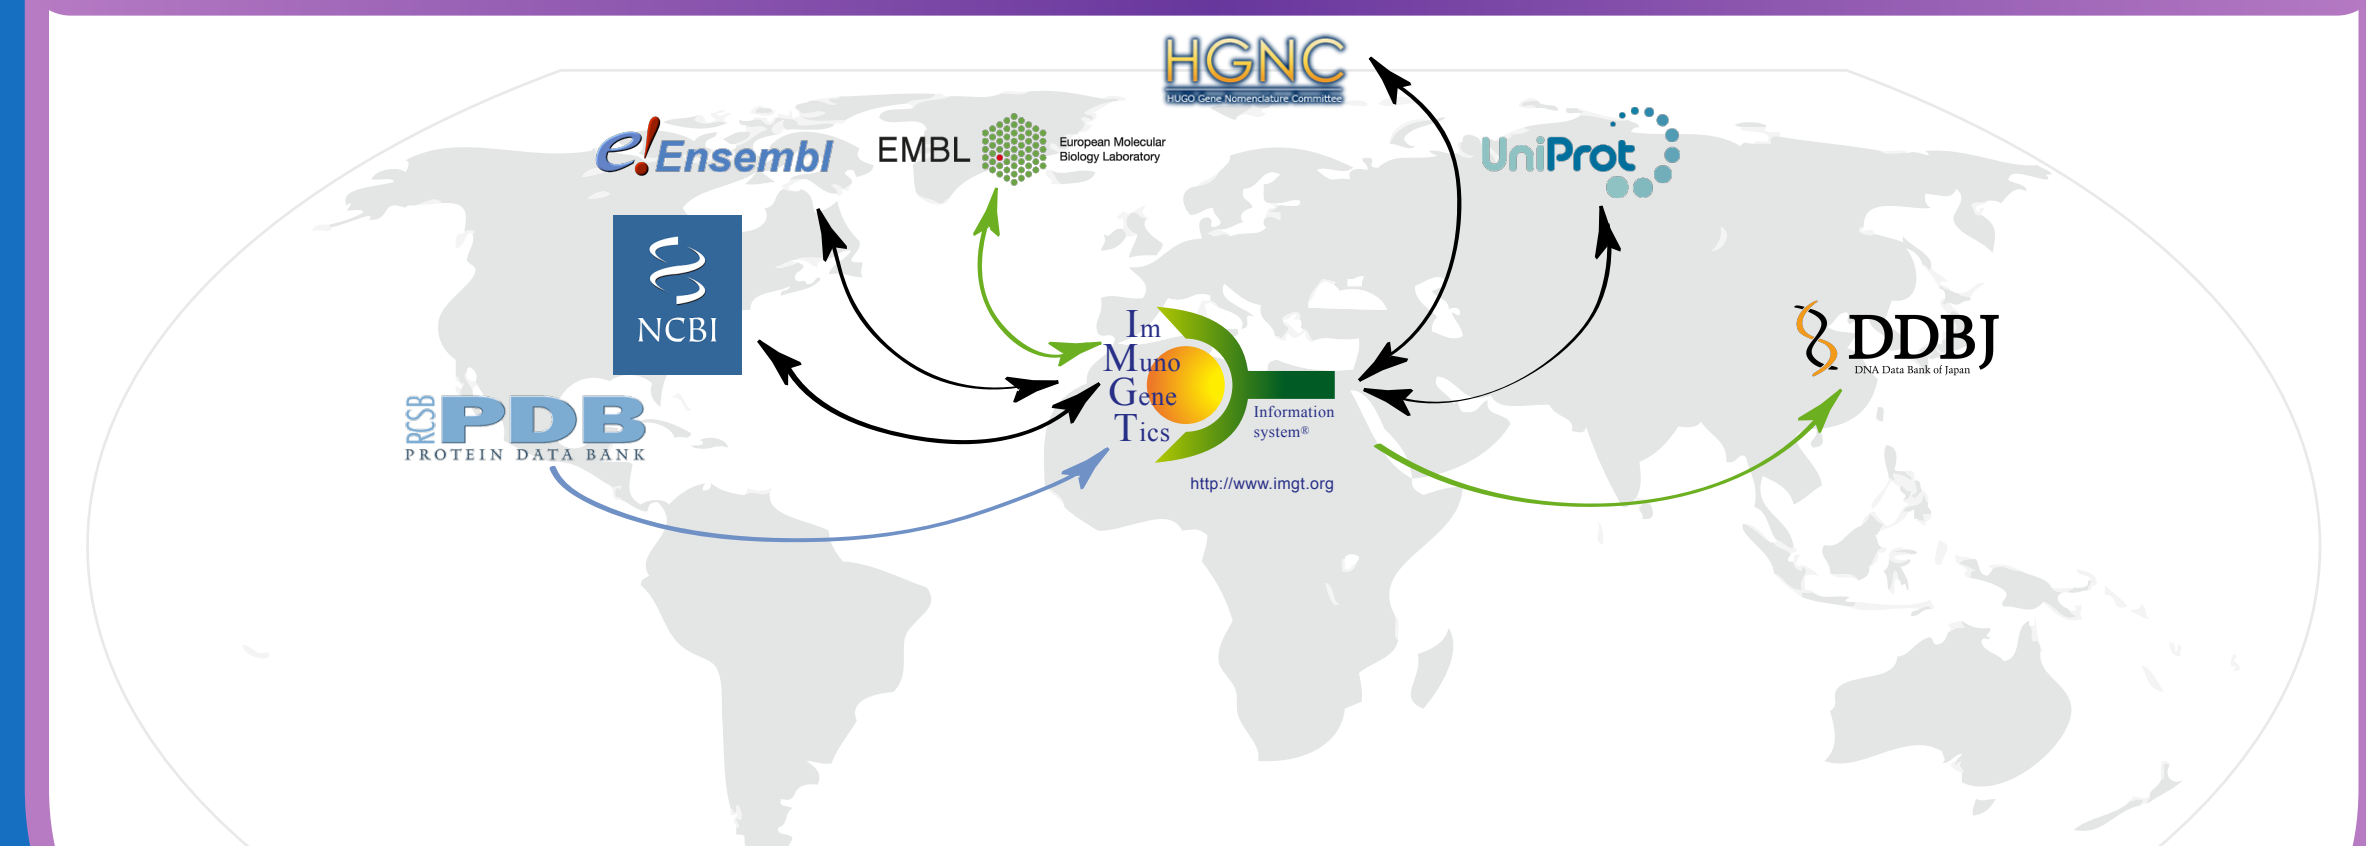 HGNC
HUGO Gene Nomenclature Committee
e!Ensembl
EMBL
European Molecular
Biology Laboratory
UniProt
NCBI
DDBJ
DNA Data Bank of Japan
RCSB
PDB
PROTEIN DATA BANK
Im
Muno
Gene
Tics
Information
system®
http://www.imgt.org